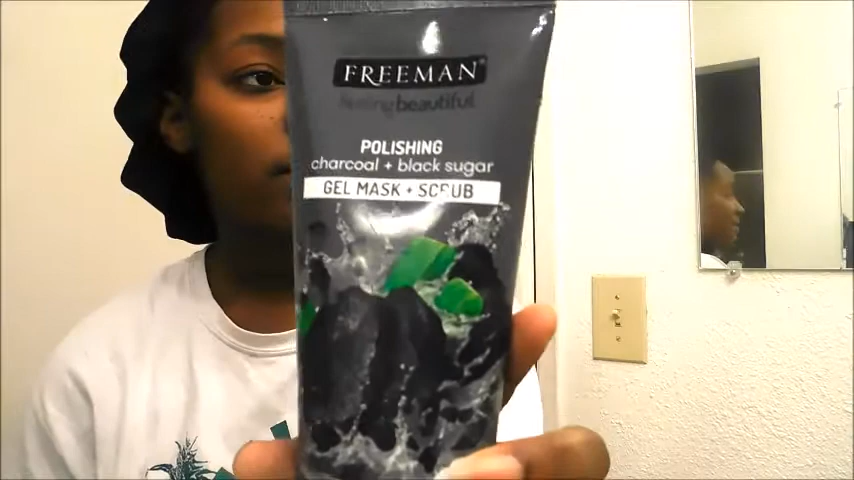 FREEMAN
feeling beautiful
POLISHING
charcoal + black sugar
GEL MASK + SCRUB